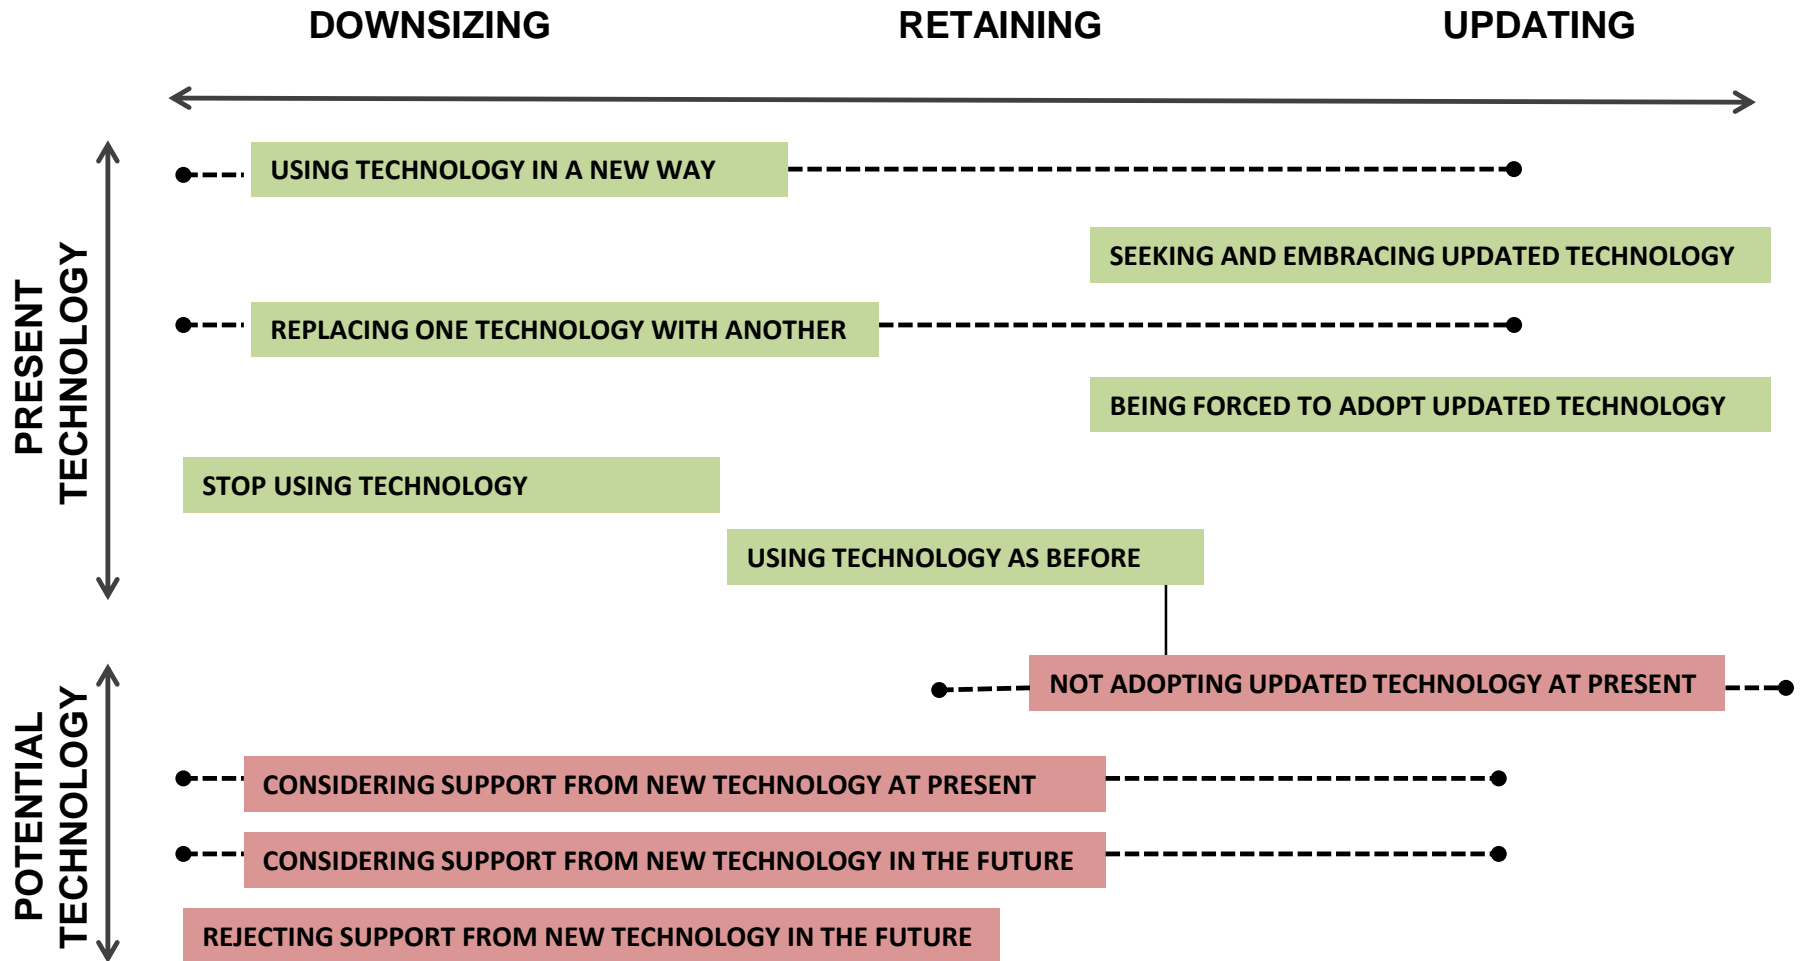 DOWNSIZING RETAINING UPDATING
PRESENT
TECHNOLOGY
USING TECHNOLOGY IN A NEW WAY
SEEKING AND EMBRACING UPDATED TECHNOLOGY
REPLACING ONE TECHNOLOGY WITH ANOTHER
BEING FORCED TO ADOPT UPDATED TECHNOLOGY
STOP USING TECHNOLOGY
USING TECHNOLOGY AS BEFORE
POTENTIAL
TECHNOLOGY
NOT ADOPTING UPDATED TECHNOLOGY AT PRESENT
CONSIDERING SUPPORT FROM NEW TECHNOLOGY AT PRESENT
CONSIDERING SUPPORT FROM NEW TECHNOLOGY IN THE FUTURE
REJECTING SUPPORT FROM NEW TECHNOLOGY IN THE FUTURE